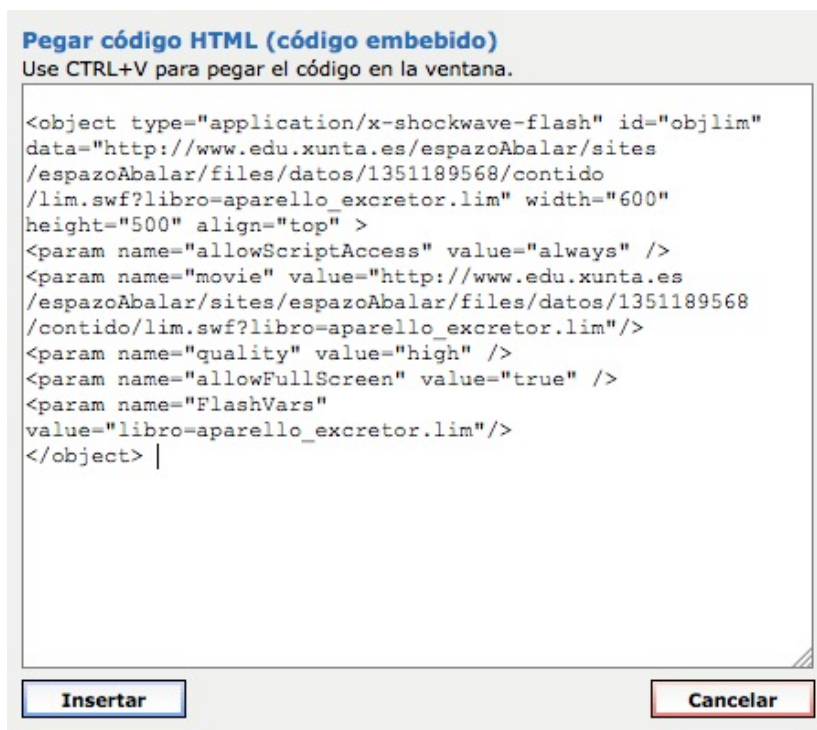 Pegar código HTML (código embebido)
Use CTRL+V para pegar el código en la ventana.
<object type="application/x-shockwave-flash" id="objlim"
data="http://www.edu.xunta.es/espazoAbalar/sites
/espazoAbalar/files/datos/1351189568/contido
/lim.swf?libro=aparello_excretor.lim" width="600"
height="500" align="top" >
<param name="allowScriptAccess" value="always" />
<param name="movie" value="http://www.edu.xunta.es
/espazoAbalar/sites/espazoAbalar/files/datos/1351189568
/contido/lim.swf?libro=aparello_excretor.lim"/>
<param name="quality" value="high" />
<param name="allowFullScreen" value="true" />
<param name="FlashVars"
value="libro=aparello_excretor.lim"/>
</object>
Insertar
Cancelar